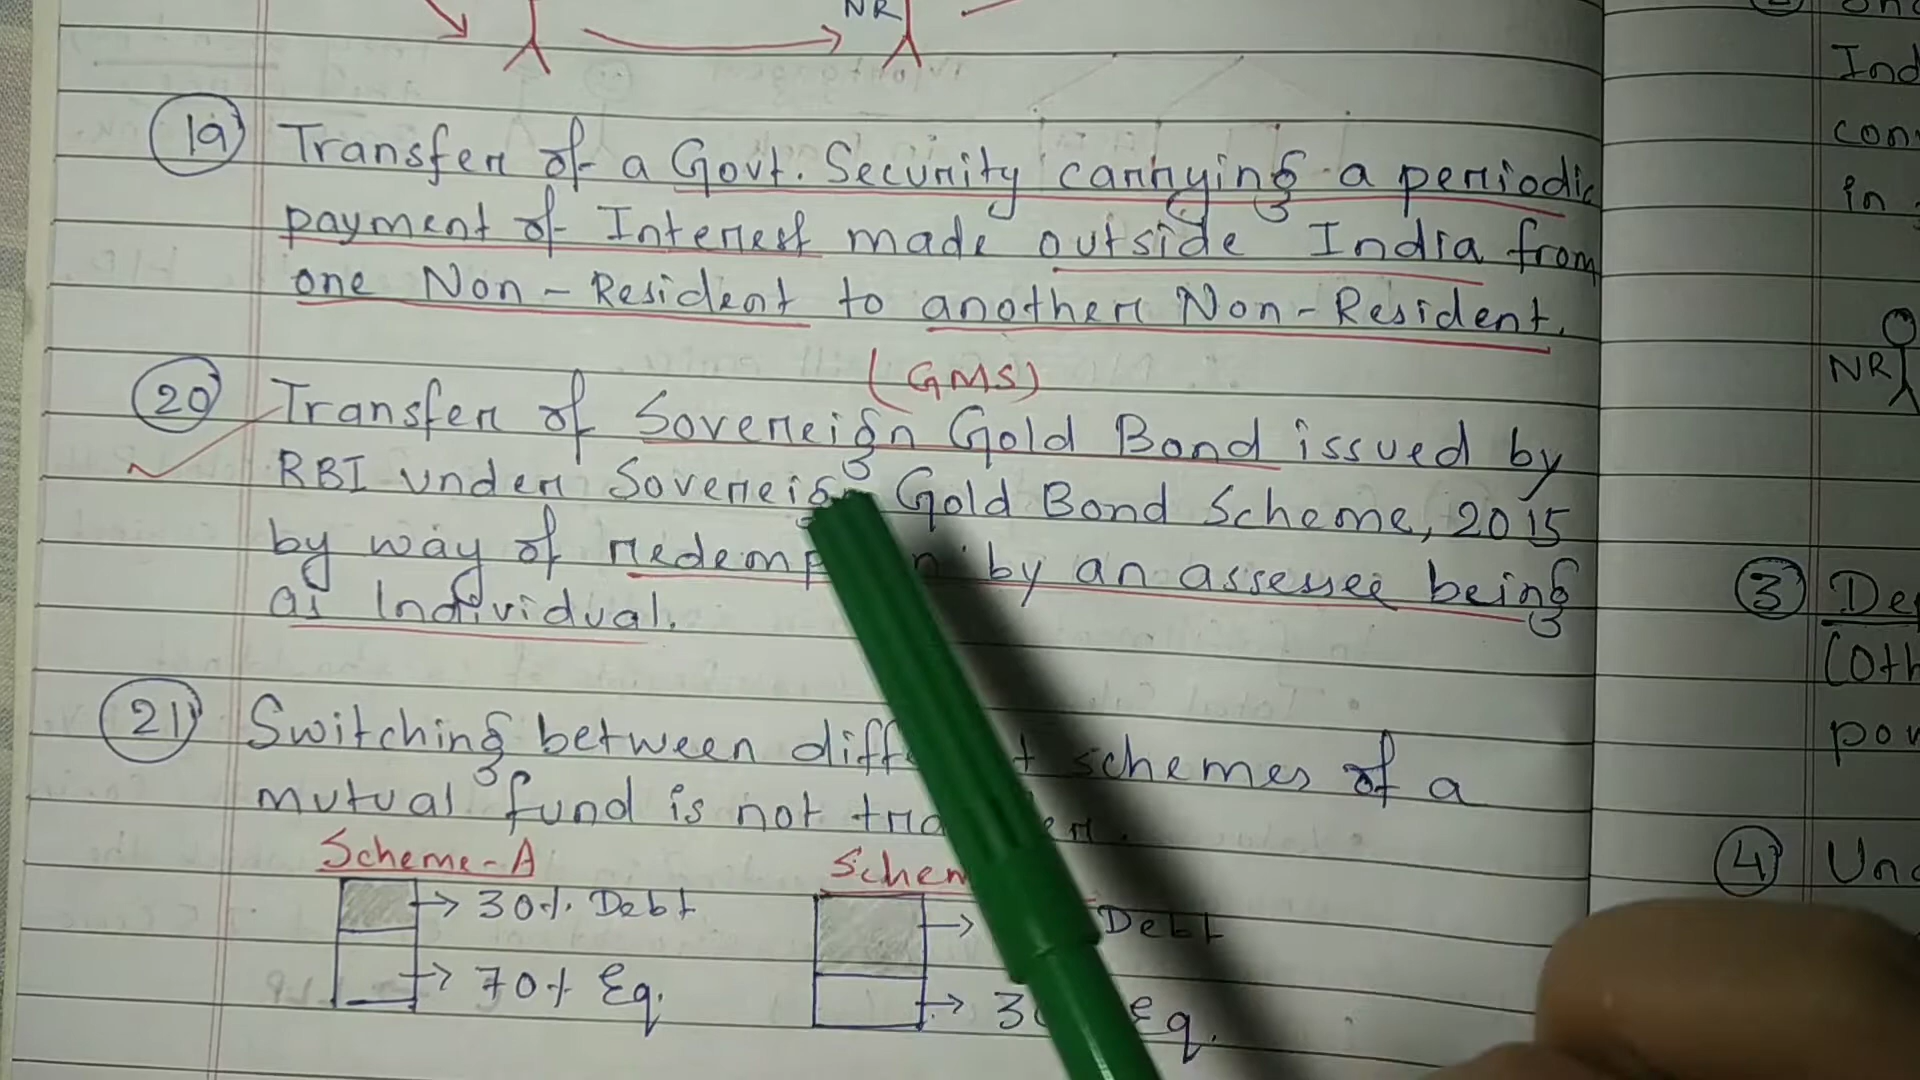 NR
19 Transfer of a Govt. Security carrying a periodic
payment of Interest made outside India from
one Non-Resident to another Non-Resident.
(GMS)
20 Transfer of Sovereign Gold Bond issued by
RBI under Sovereign Gold Bond Scheme, 2015
by way of by an assessee being
as Individual.
21 Switching between schemes of a
mutual fund is not
Scheme-A
→ 30% Debt
→ 70% Eq.
→ Debt
→ Eq.
Ind
in
NR
3
4